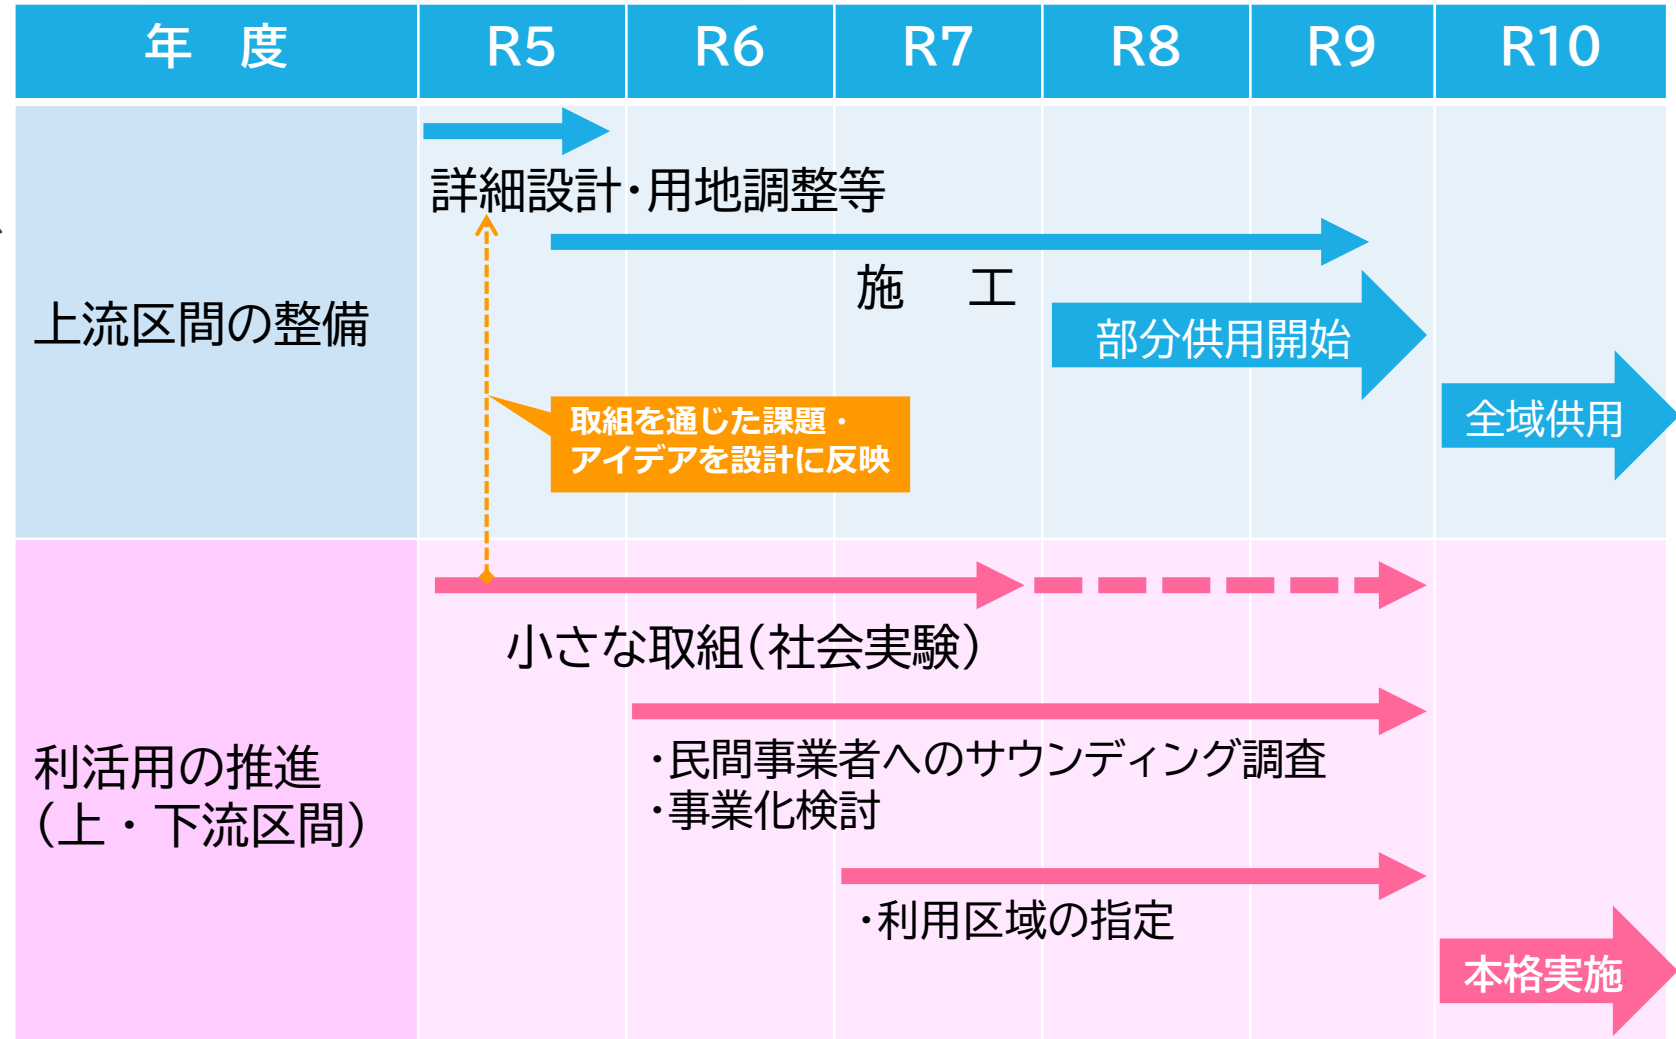 年　度 R5 R6 R7 R8 R9 R10
詳細設計・用地調整等
施　工
上流区間の整備
部分供用開始
全域供用
取組を通じた課題・
アイデアを設計に反映
小さな取組(社会実験)
・民間事業者へのサウンディング調査
・事業化検討
利活用の推進
(上・下流区間)
・利用区域の指定
本格実施